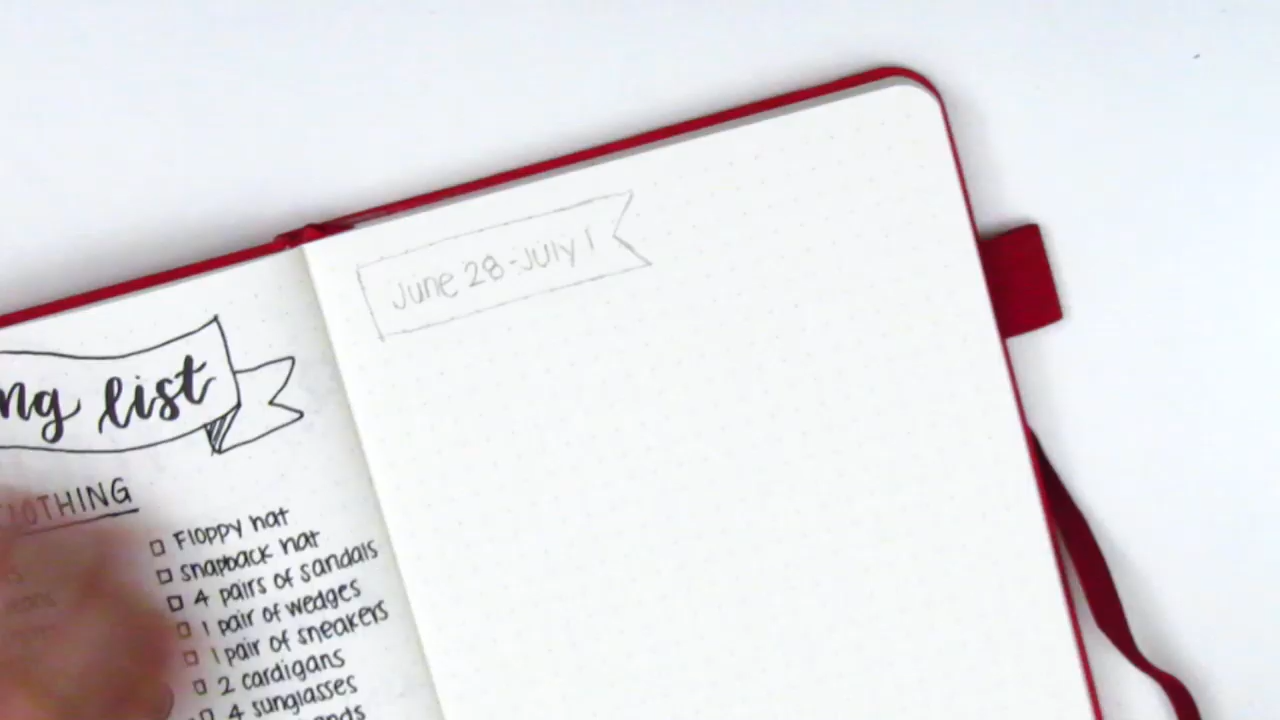 ng list
LOTHING
Floppy hat
snapback hat
4 pairs of sandals
1 pair of wedges
1 pair of sneakers
2 cardigans
4 sunglasses
June 28-July 1